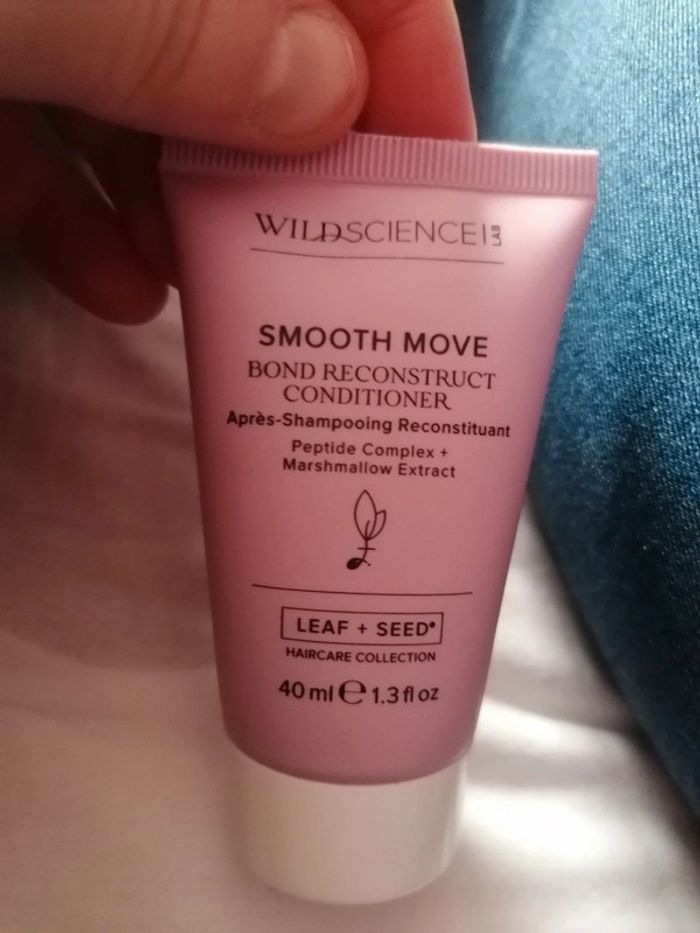 WILDSCIENCE LAB
SMOOTH MOVE
BOND RECONSTRUCT
CONDITIONER
Après-Shampooing Reconstituant
Peptide Complex +
Marshmallow Extract
LEAF + SEED•
HAIRCARE COLLECTION
40 ml ℮ 1.3 fl oz